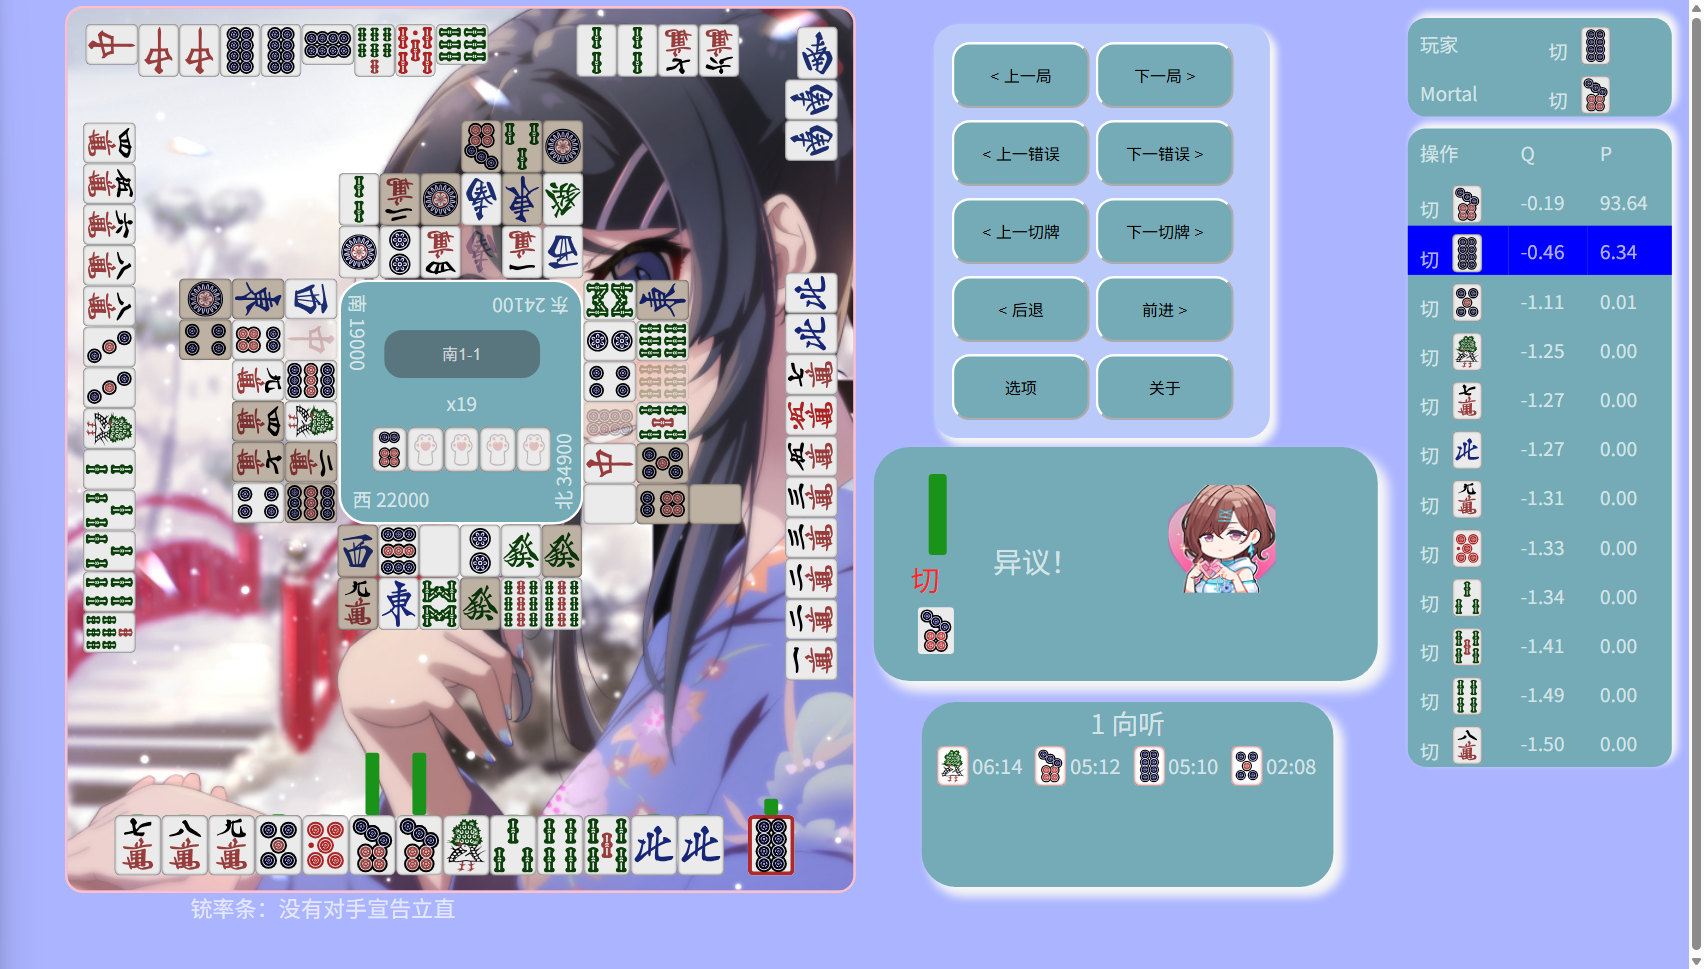 < 上一局
下一局 >
< 上一错误
下一错误 >
< 上一切牌
下一切牌 >
< 后退
前进 >
选项
关于
玩家
切
Mortal
切
操作 Q P
切 -0.19 93.64
切 -0.46 6.34
切 -1.11 0.01
切 -1.25 0.00
切 -1.27 0.00
切 -1.27 0.00
切 -1.31 0.00
切 -1.33 0.00
切 -1.34 0.00
切 -1.41 0.00
切 -1.49 0.00
切 -1.50 0.00
东 24100
南 19000
南1-1
x19
北 34900
西 22000
切
异议!
1 向听
06:14 05:12 05:10 02:08
铳率条：没有对手宣告立直